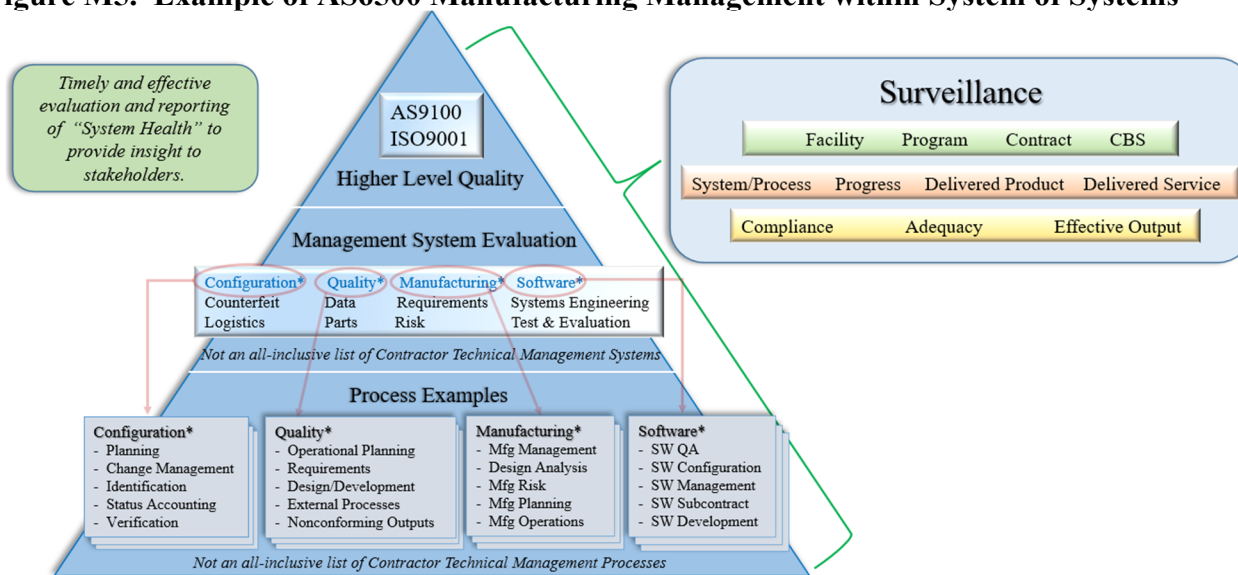 Figure M3. Example of AS6500 Manufacturing Management within System of Systems
Timely and effective
evaluation and reporting
of “System Health” to
provide insight to
stakeholders.
AS9100
ISO9001
Higher Level Quality
Management System Evaluation
Configuration* Quality* Manufacturing* Software*
Counterfeit Data Requirements Systems Engineering
Logistics Parts Risk Test & Evaluation
Not an all-inclusive list of Contractor Technical Management Systems
Process Examples
Configuration*
- Planning
- Change Management
- Identification
- Status Accounting
- Verification
Quality*
- Operational Planning
- Requirements
- Design/Development
- External Processes
- Nonconforming Outputs
Manufacturing*
- Mfg Management
- Design Analysis
- Mfg Risk
- Mfg Planning
- Mfg Operations
Software*
- SW QA
- SW Configuration
- SW Management
- SW Subcontract
- SW Development
Not an all-inclusive list of Contractor Technical Management Processes
Surveillance
Facility Program Contract CBS
System/Process Progress Delivered Product Delivered Service
Compliance Adequacy Effective Output